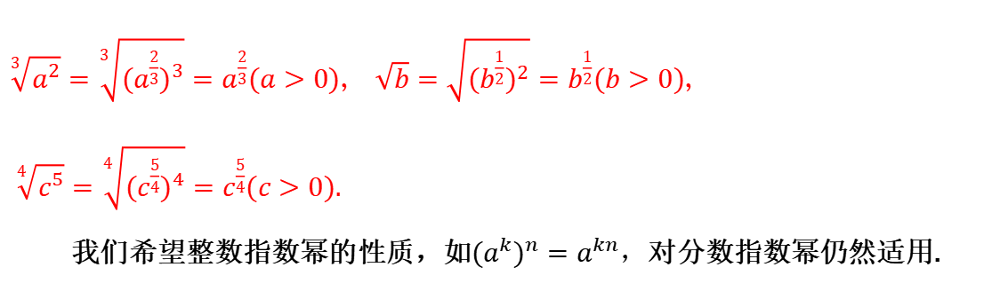 $\sqrt[3]{a^2} = \sqrt[3]{(a^{\frac{2}{3}})^3} = a^{\frac{2}{3}}(a > 0)$, $\sqrt{b} = \sqrt{(b^{\frac{1}{2}})^2} = b^{\frac{1}{2}}(b > 0)$,
$\sqrt[4]{c^5} = \sqrt[4]{(c^{\frac{5}{4}})^4} = c^{\frac{5}{4}}(c > 0)$.
我们希望整数指数幂的性质，如$(a^k)^n = a^{kn}$，对分数指数幂仍然适用.